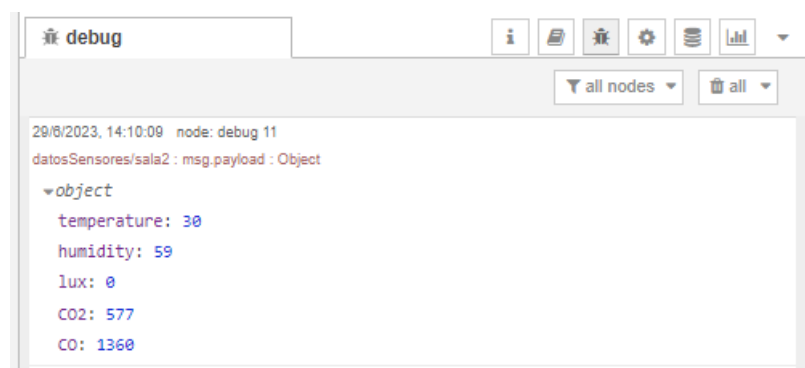 debug
i
all nodes
all
29/6/2023, 14:10:09 node: debug 11
datosSensores/sala2 : msg.payload : Object
object
temperature: 30
humidity: 59
lux: 0
CO2: 577
CO: 1360